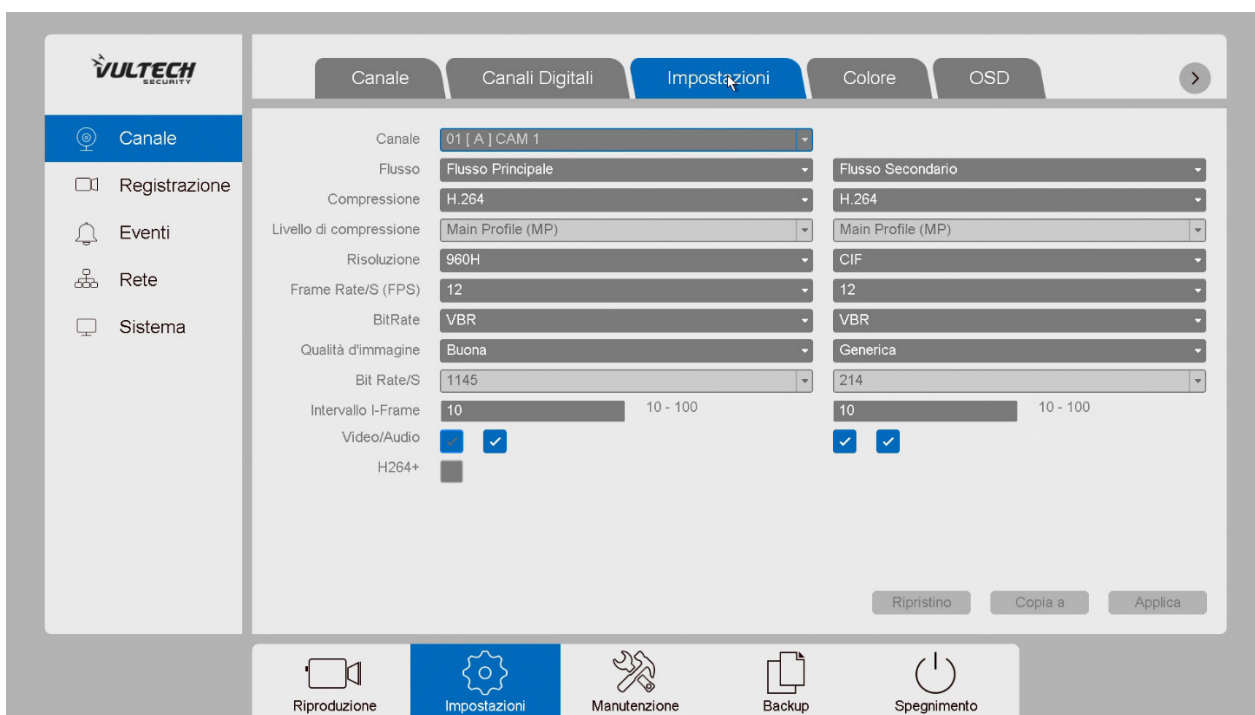 VULTECH
SECURITY
Canale Canali Digitali Impostazioni Colore OSD
Canale
Registrazione
Eventi
Rete
Sistema
Canale 01 [ A ] CAM 1
Flusso Flusso Principale Flusso Secondario
Compressione H.264 H.264
Livello di compressione Main Profile (MP) Main Profile (MP)
Risoluzione 960H CIF
Frame Rate/S (FPS) 12 12
BitRate VBR VBR
Qualità d'immagine Buona Generica
Bit Rate/S 1145 214
Intervallo I-Frame 10 10 - 100 10 10 - 100
Video/Audio
H264+
Ripristino Copia a Applica
Riproduzione Impostazioni Manutenzione Backup Spegnimento